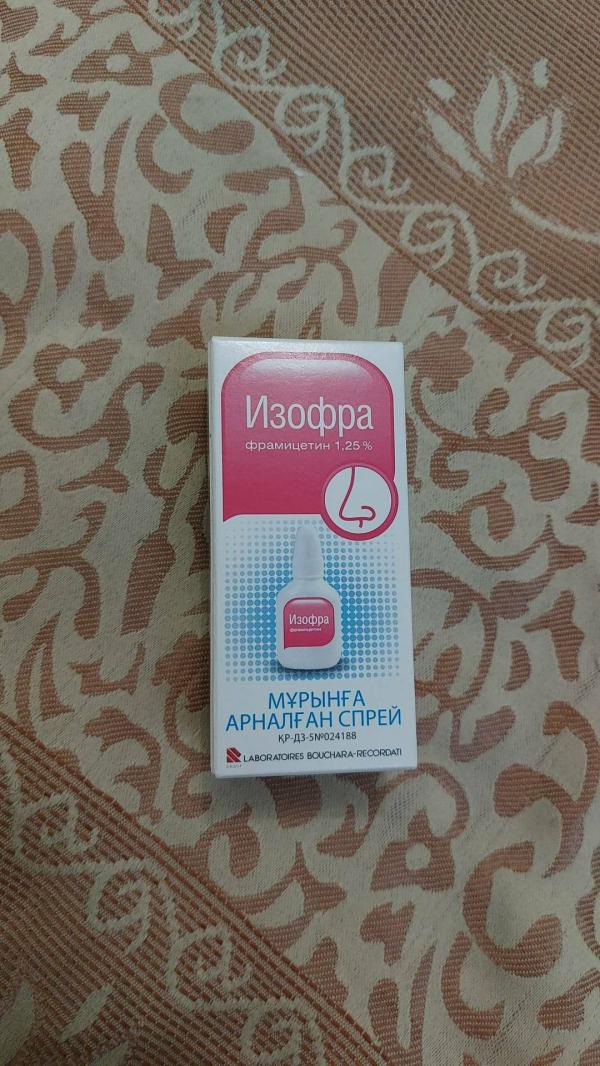 Изофра
фрамицетин 1,25 %
Изофра
фрамицетин
МҰРЫНҒА
АРНАЛҒАН СПРЕЙ
ҚР-ДЗ-5№024188
LABORATOIRES BOUCHARA-RECORDATI